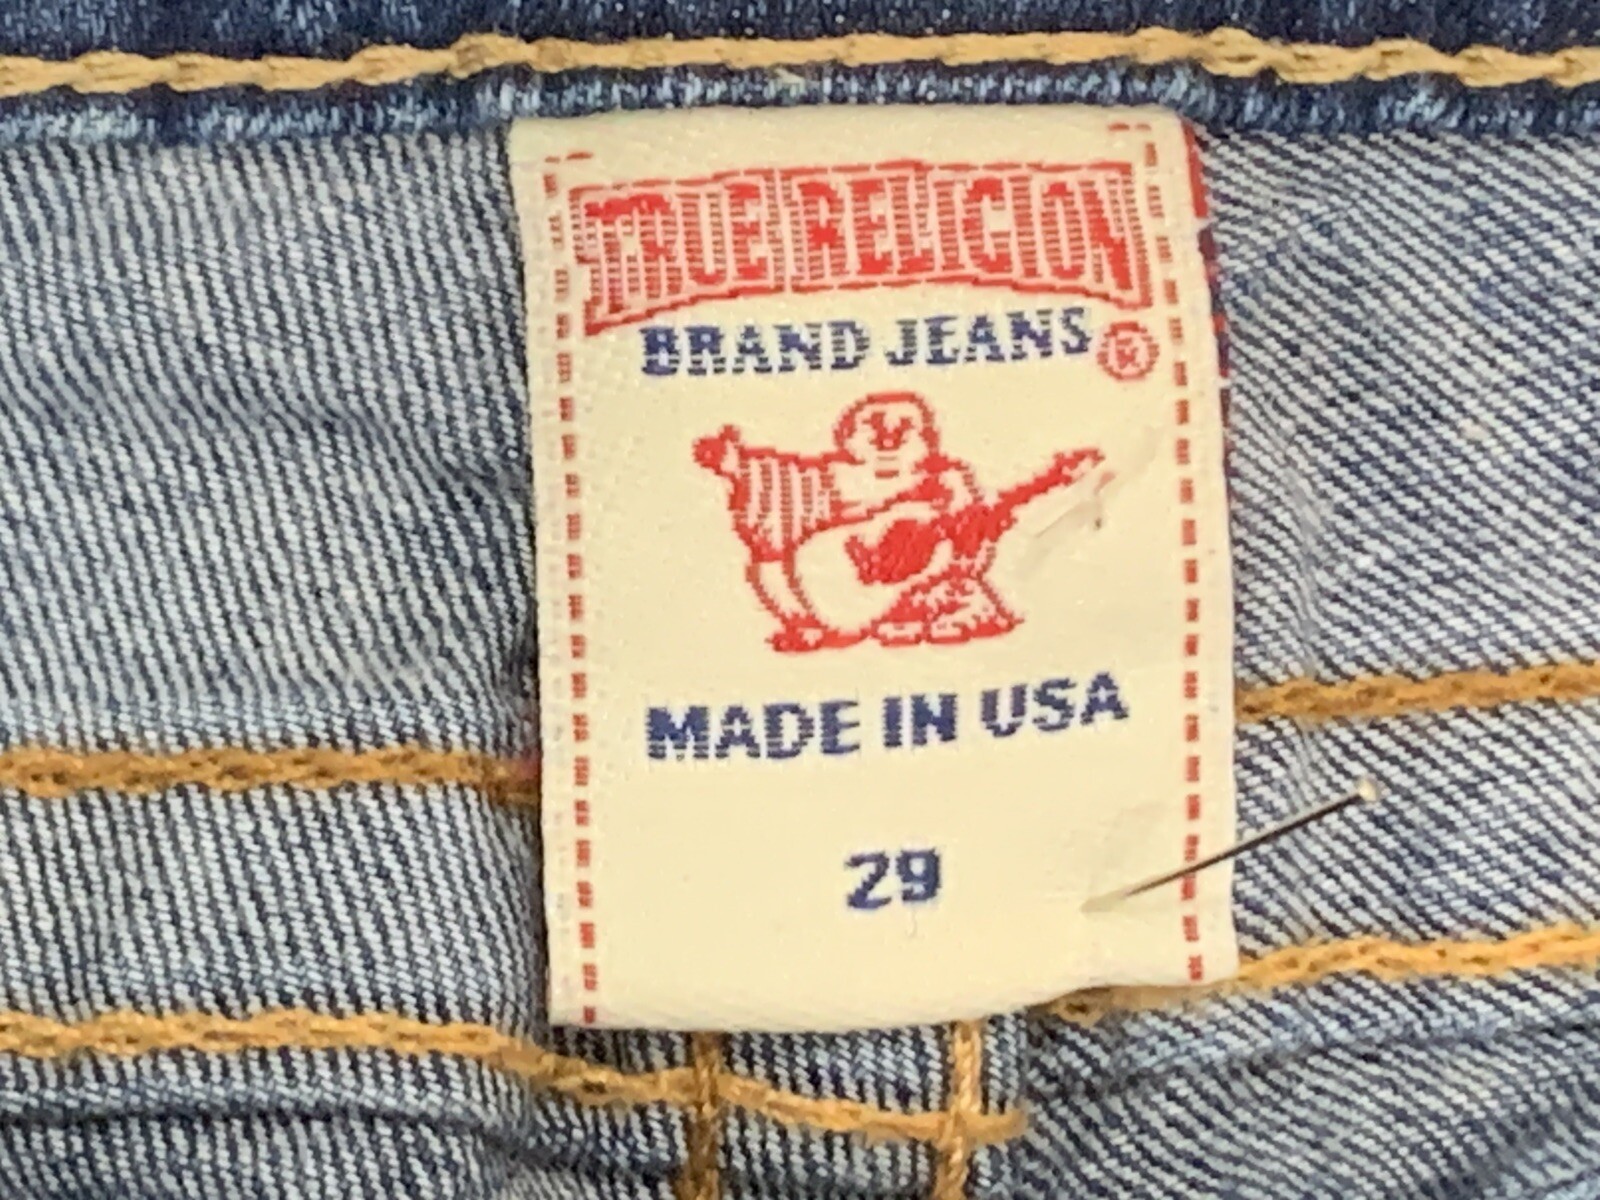 TRUE RELIGION
BRAND JEANS®
MADE IN USA
29